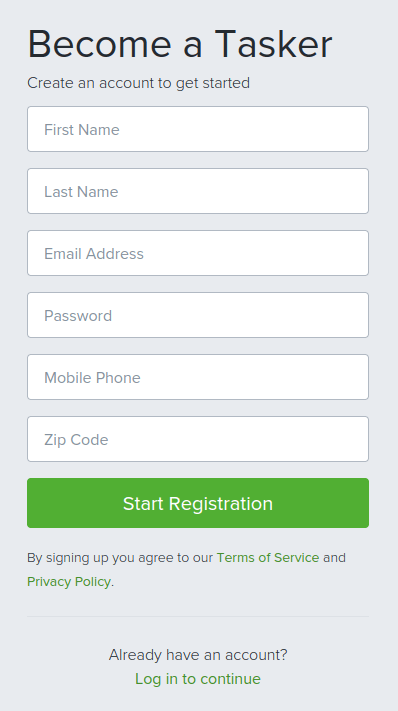 Become a Tasker
Create an account to get started
First Name
Last Name
Email Address
Password
Mobile Phone
Zip Code
Start Registration
By signing up you agree to our Terms of Service and
Privacy Policy.
Already have an account?
Log in to continue